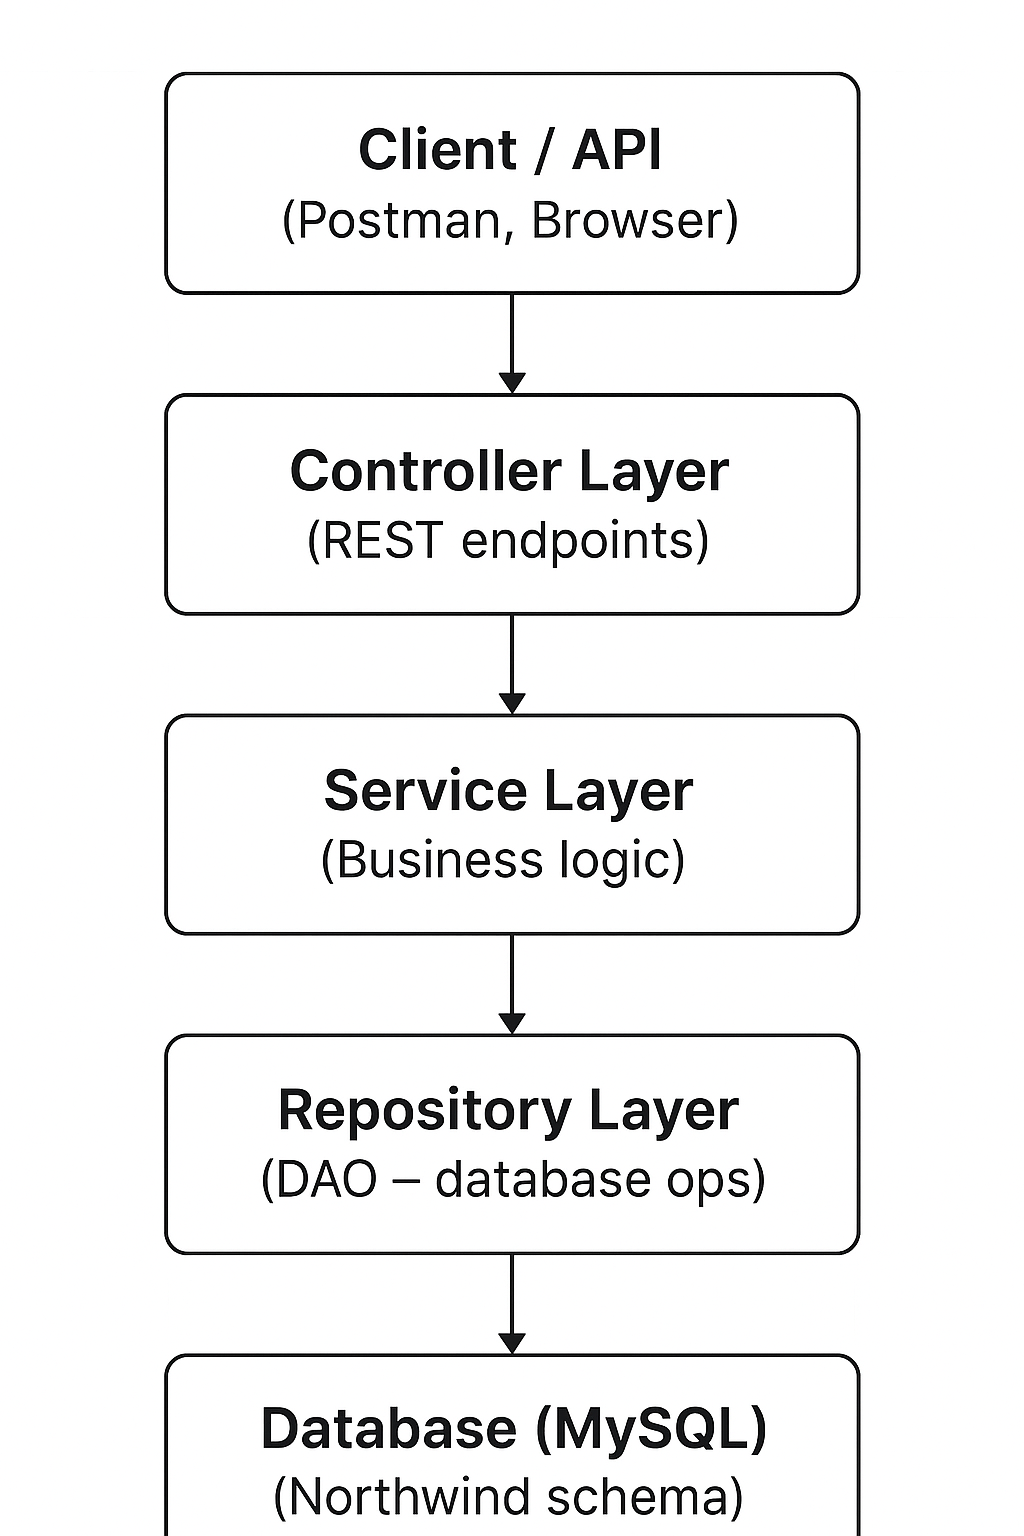 Client / API
(Postman, Browser)
Controller Layer
(REST endpoints)
Service Layer
(Business logic)
Repository Layer
(DAO – database ops)
Database (MySQL)
(Northwind schema)